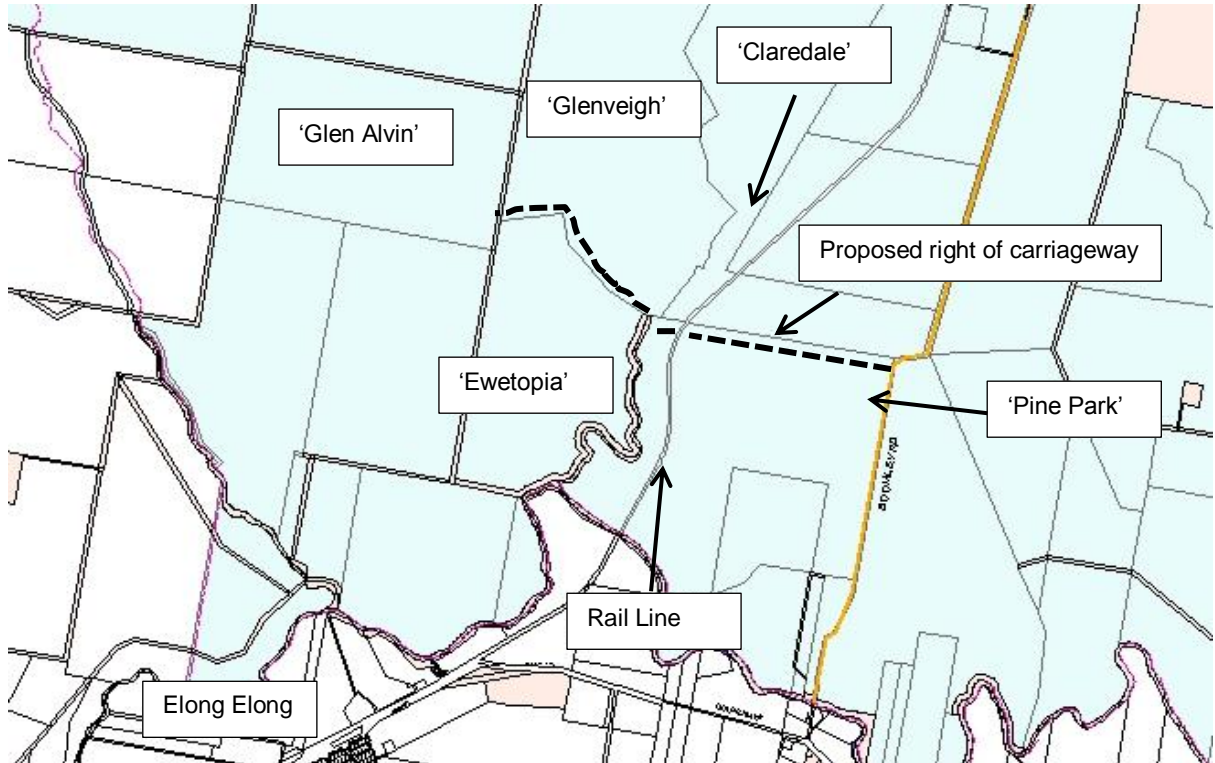 ‘Claredale’
‘Glenveigh’
‘Glen Alvin’
Proposed right of carriageway
‘Ewetopia’
‘Pine Park’
Rail Line
Elong Elong